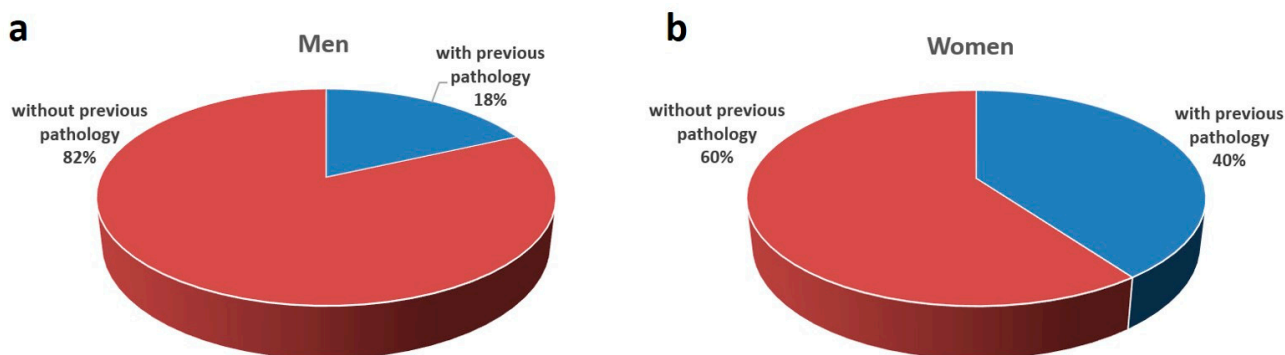 a
Men
with previous
pathology
18%
without previous
pathology
82%
b
Women
without previous
pathology
60%
with previous
pathology
40%